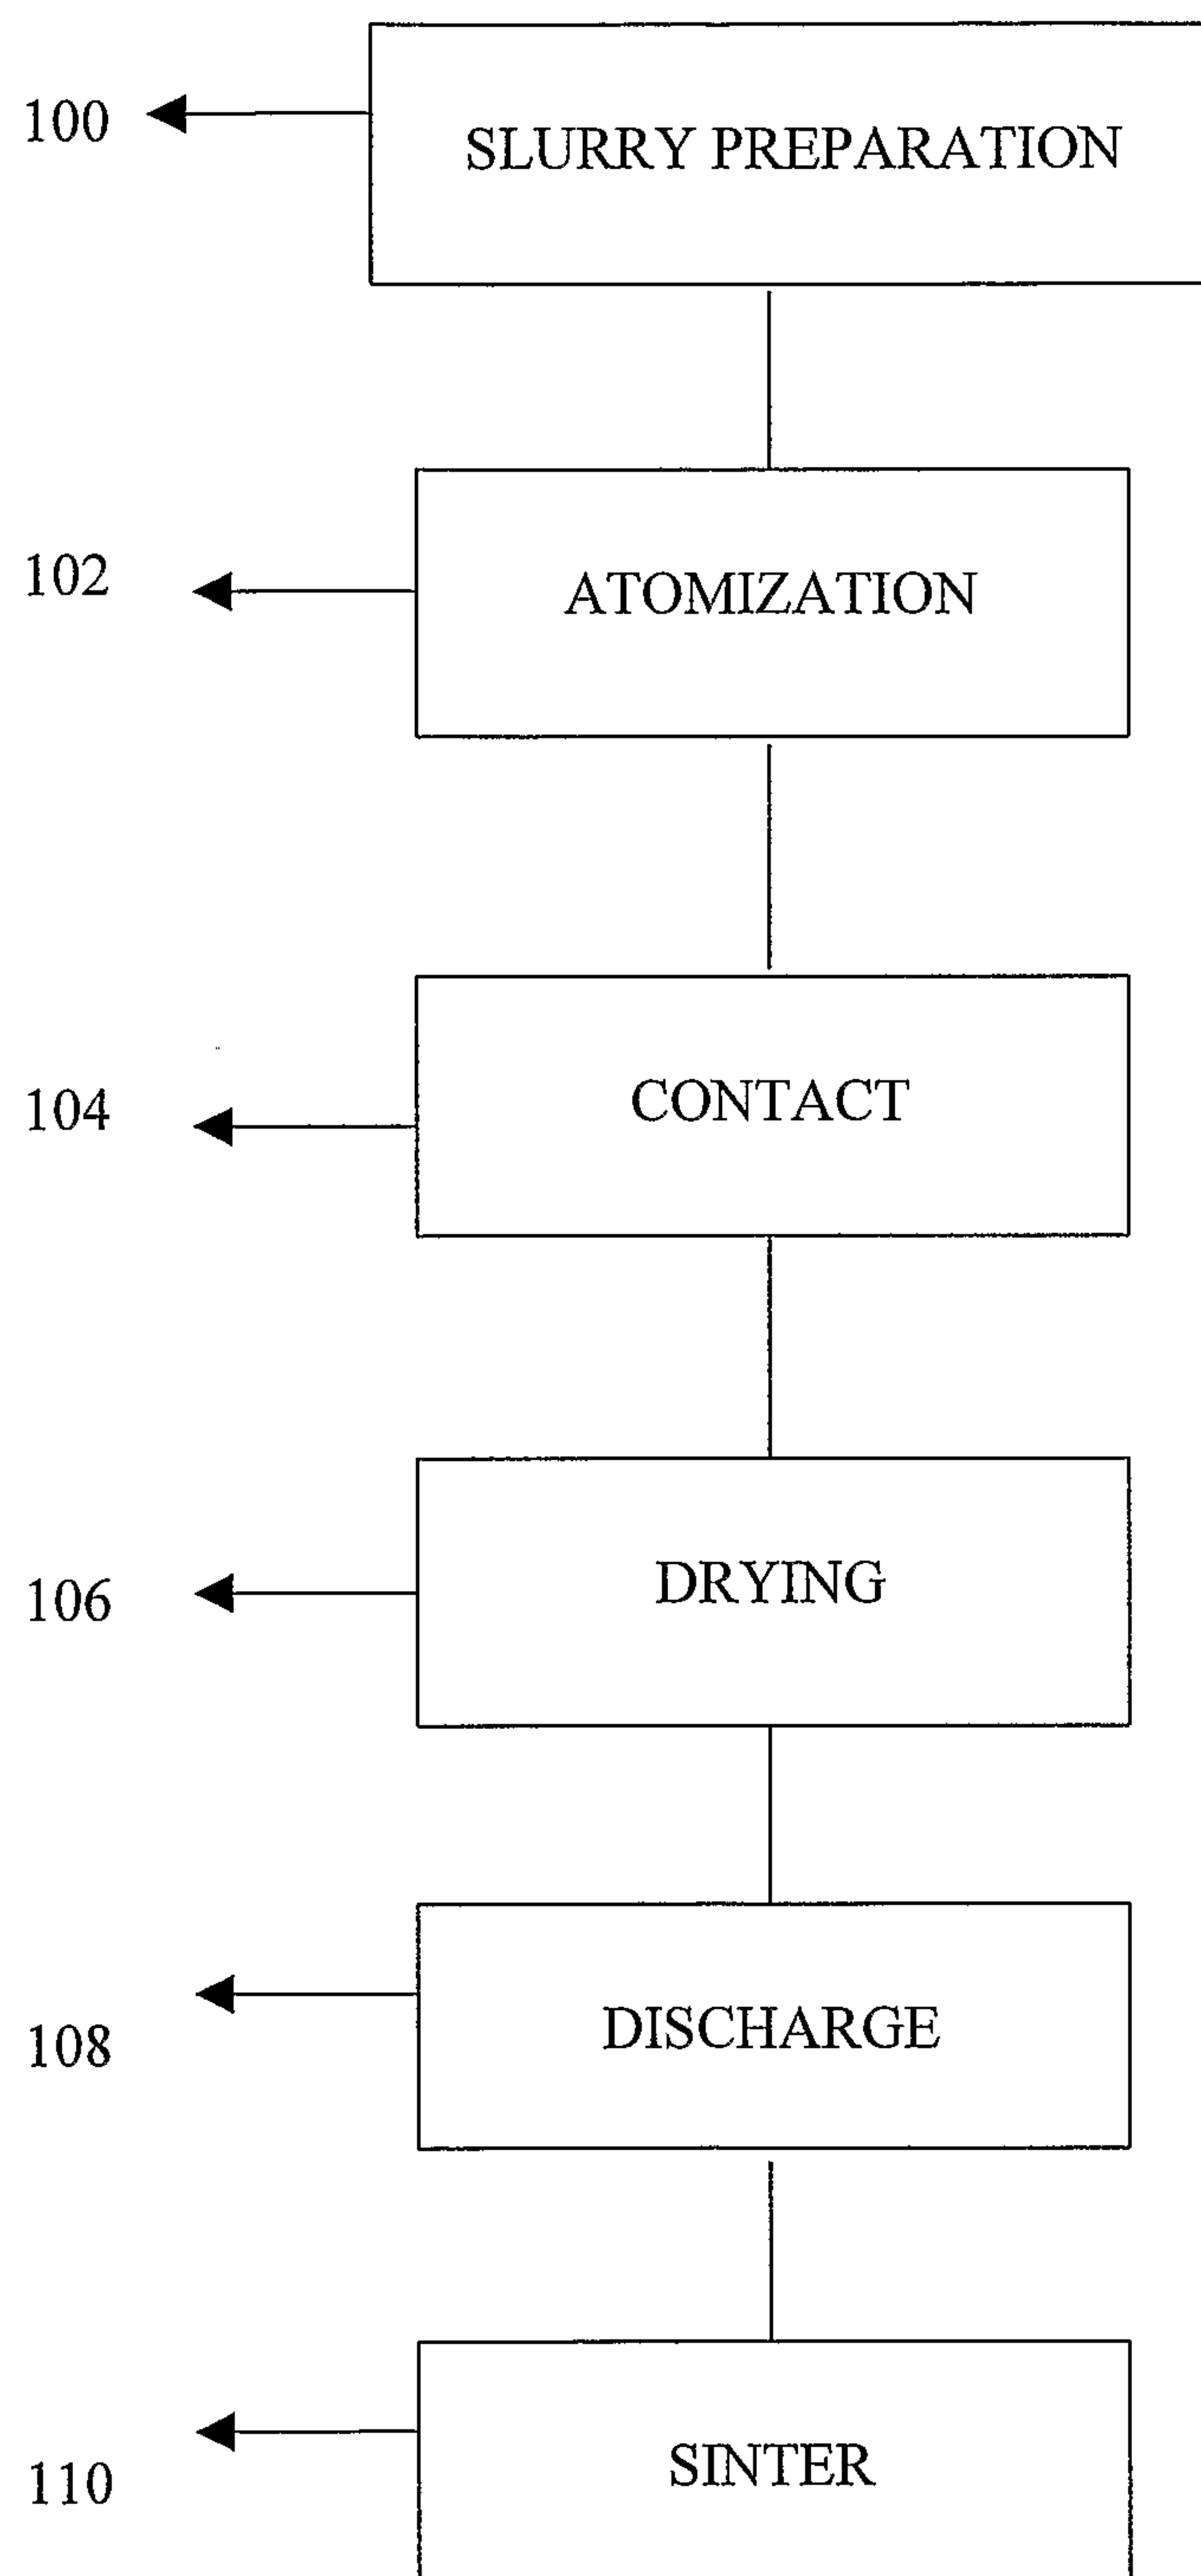 100
SLURRY PREPARATION
102
ATOMIZATION
104
CONTACT
106
DRYING
108
DISCHARGE
110
SINTER